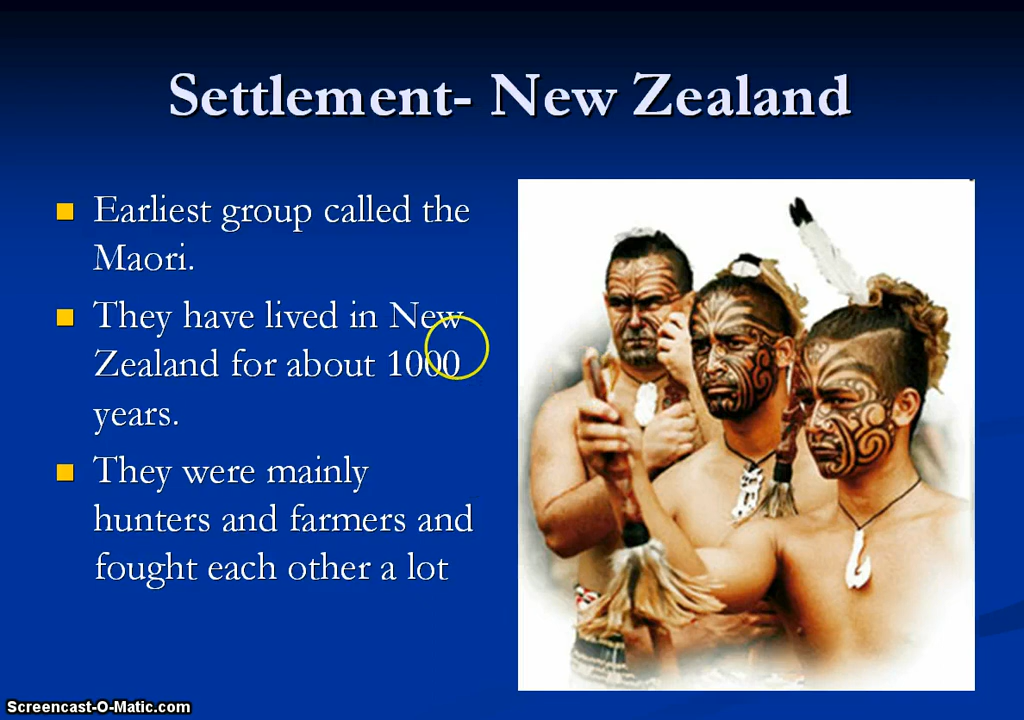 Settlement- New Zealand
Earliest group called the
Maori.
They have lived in New
Zealand for about 1000
years.
They were mainly
hunters and farmers and
fought each other a lot
Screencast-O-Matic.com